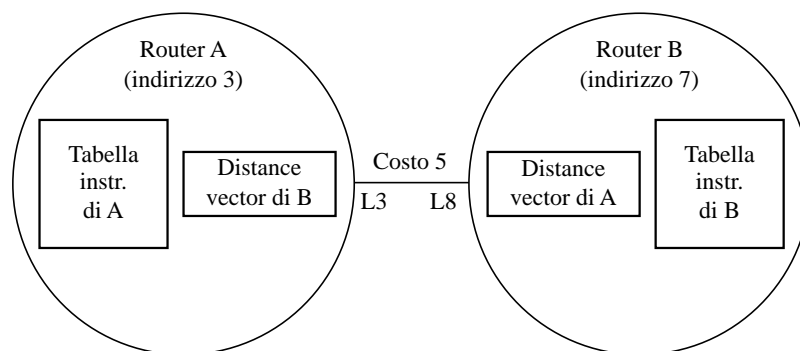 Router A
(indirizzo 3)
Tabella
instr.
di A
Distance
vector di B
Costo 5
L3
L8
Router B
(indirizzo 7)
Distance
vector di A
Tabella
instr.
di B